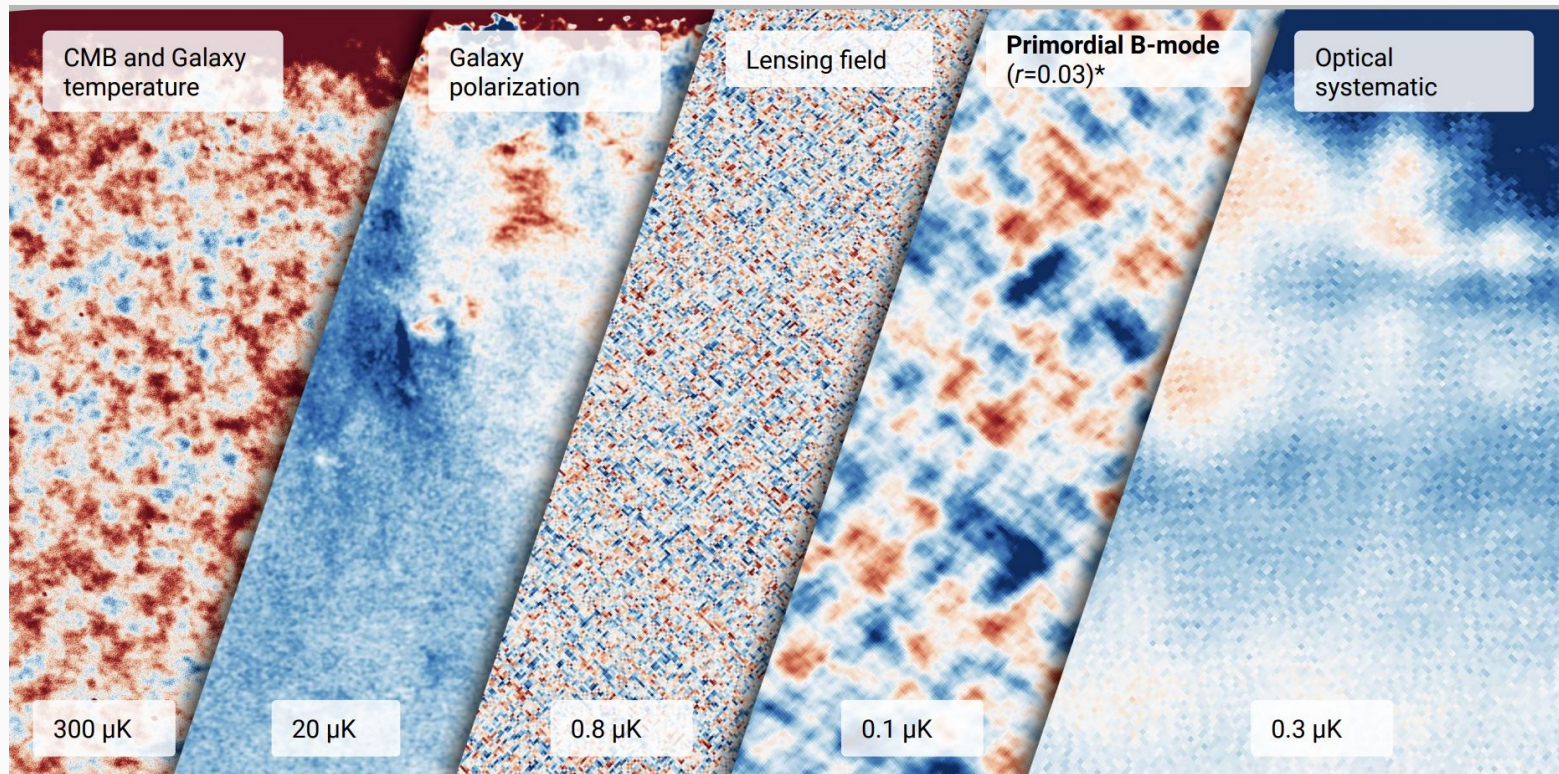 CMB and Galaxy
temperature
Galaxy
polarization
Lensing field
Primordial B-mode
(r=0.03)*
Optical
systematic
300 μK
20 μK
0.8 μK
0.1 μK
0.3 μK